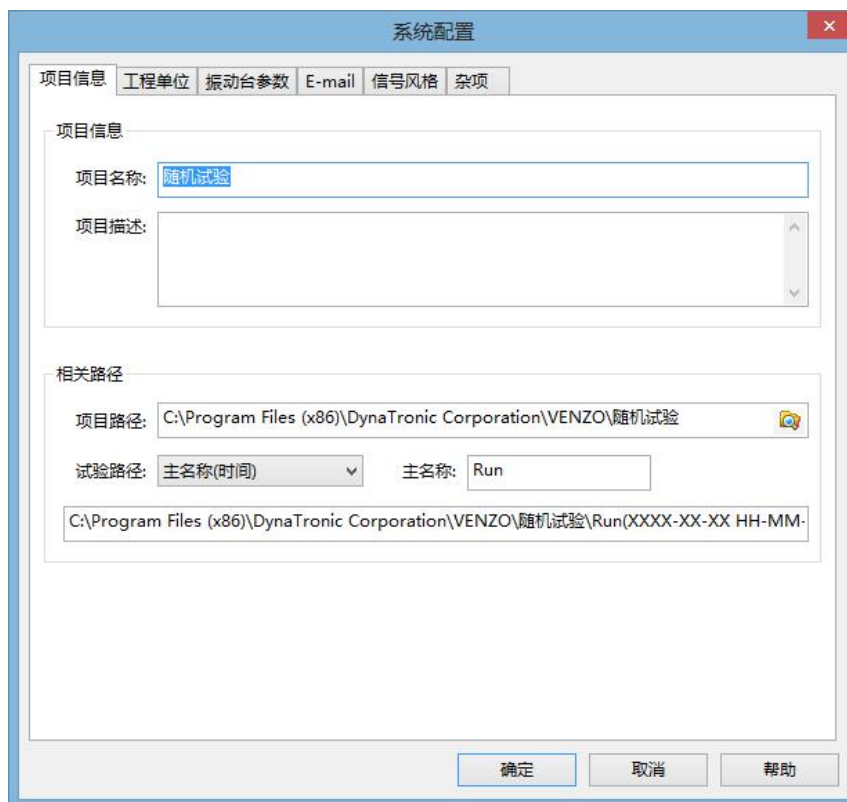 系统配置
项目信息 工程单位 振动台参数 E-mail 信号风格 杂项
项目信息
项目名称: 随机试验
项目描述:
相关路径
项目路径: C:\Program Files (x86)\DynaTronic Corporation\VENZO\随机试验
试验路径: 主名称(时间) 主名称: Run
C:\Program Files (x86)\DynaTronic Corporation\VENZO\随机试验\Run(XXXX-XX-XX HH-MM-
确定 取消 帮助